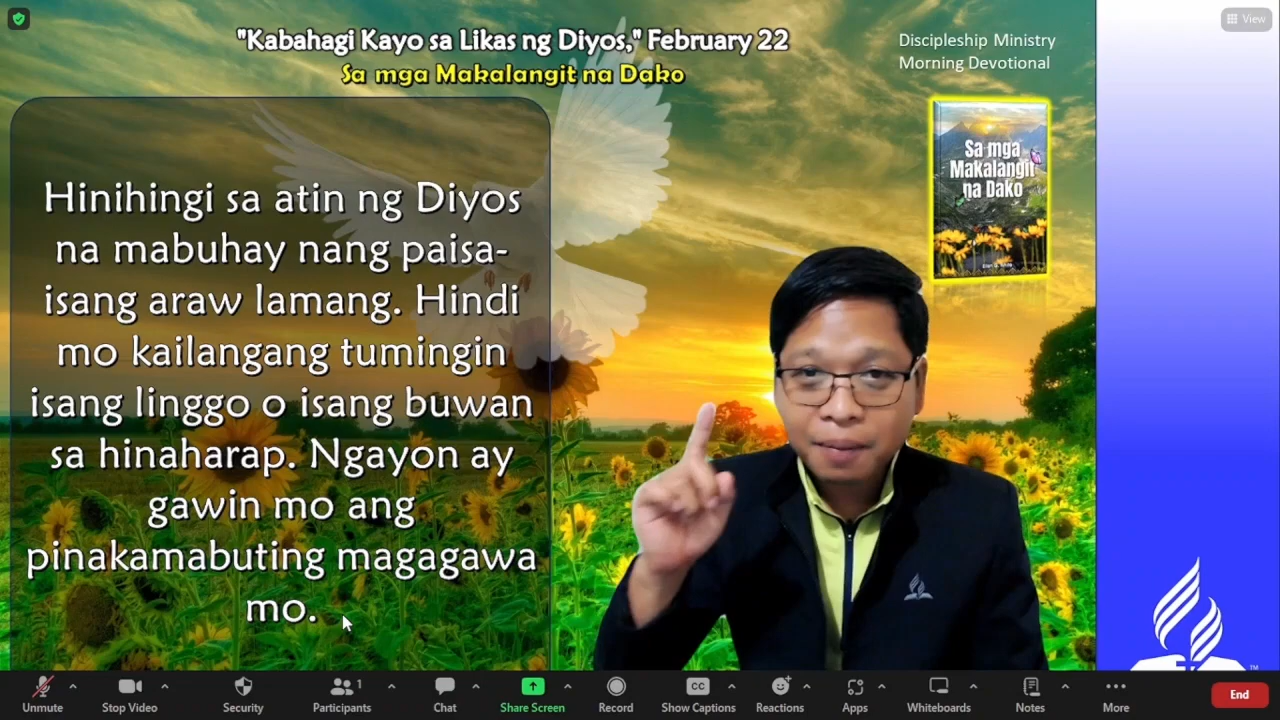 "Kabahagi Kayo sa Likas ng Diyos," February 22
Sa mga Makalangit na Dako
Discipleship Ministry
Morning Devotional
View
Sa mga
Makalangit
na Dako
Hinihingi sa atin ng Diyos
na mabuhay nang paisa-
isang araw lamang. Hindi
mo kailangang tumingin
isang linggo o isang buwan
sa hinaharap. Ngayon ay
gawin mo ang
pinakamabuting magagawa
mo.
TM
Unmute
Stop Video
Security
Participants
1
Chat
Share Screen
Record
CC
Show Captions
Reactions
Apps
Whiteboards
Notes
More
End